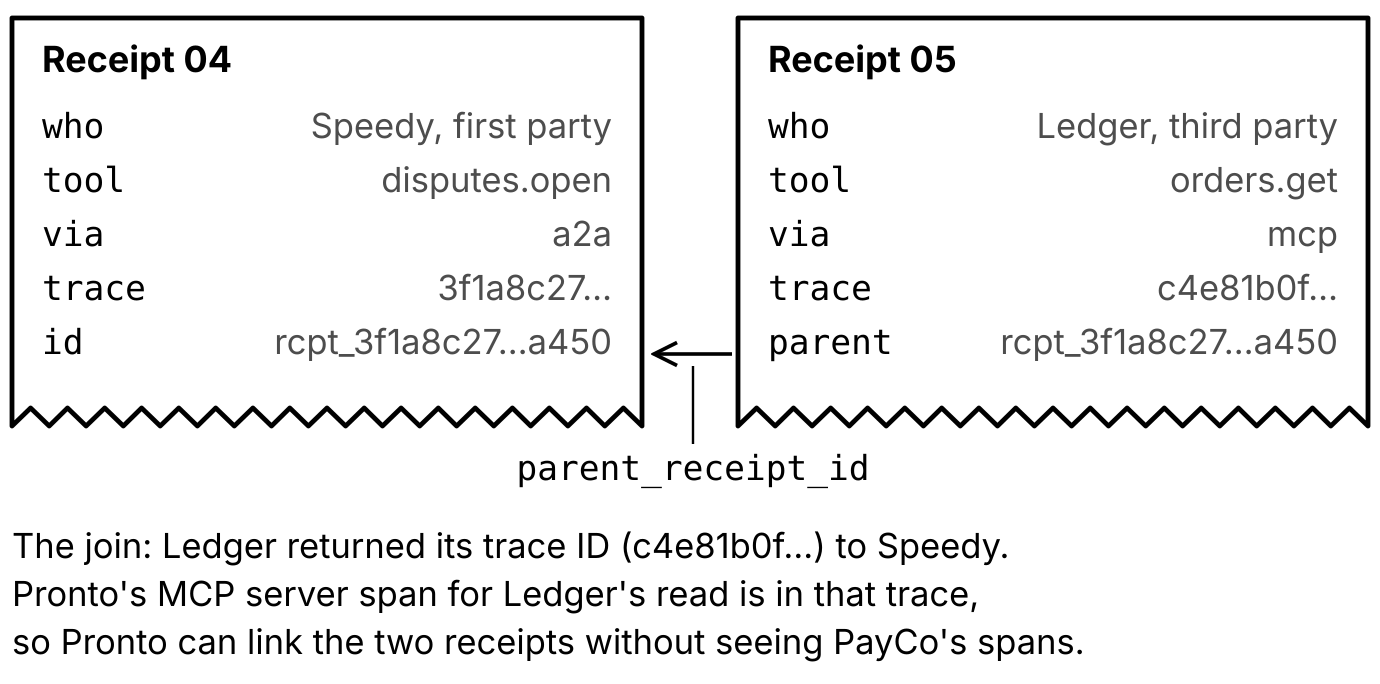 Receipt 04
who Speedy, first party
tool disputes.open
via a2a
trace 3f1a8c27...
id rcpt_3f1a8c27...a450
Receipt 05
who Ledger, third party
tool orders.get
via mcp
trace c4e81b0f...
parent rcpt_3f1a8c27...a450
parent_receipt_id
The join: Ledger returned its trace ID (c4e81b0f...) to Speedy.
Pronto's MCP server span for Ledger's read is in that trace,
so Pronto can link the two receipts without seeing PayCo's spans.